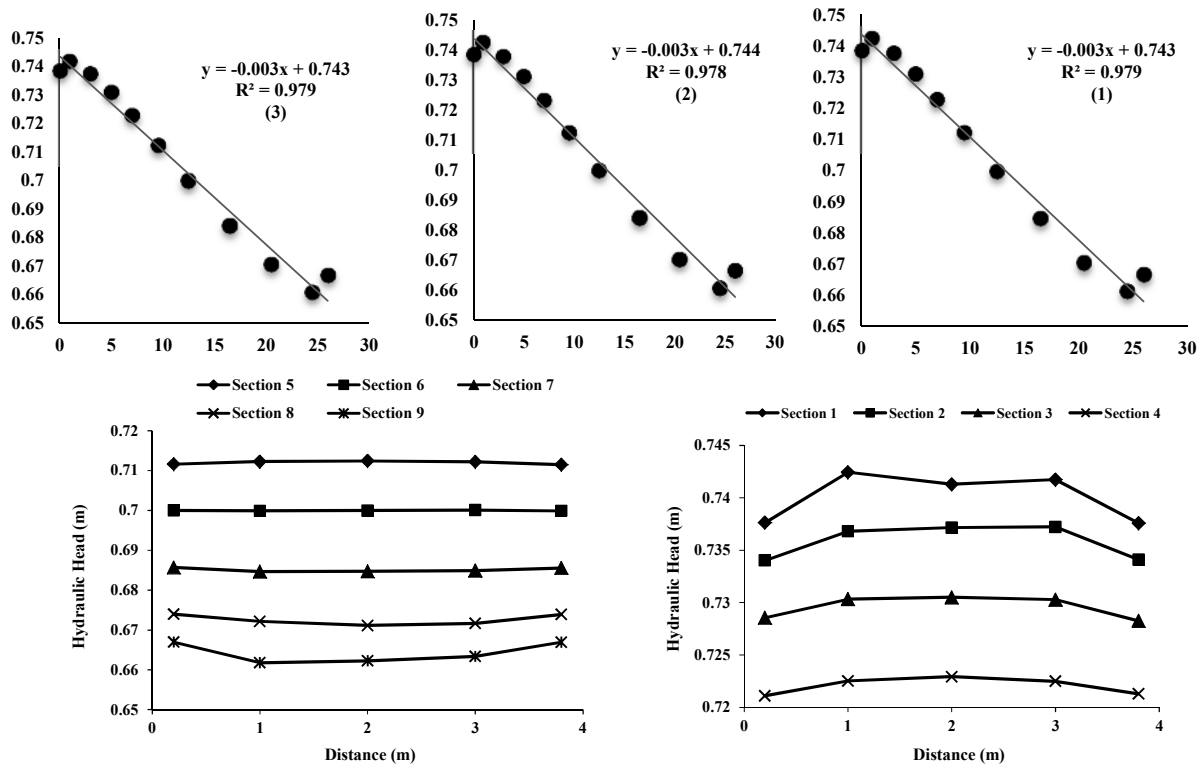 0.75
0.74
0.73
0.72
0.71
0.7
0.69
0.68
0.67
0.66
0.65
0 5 10 15 20 25 30
y = -0.003x + 0.743
R² = 0.979
(3)
0.75
0.74
0.73
0.72
0.71
0.7
0.69
0.68
0.67
0.66
0.65
0 5 10 15 20 25 30
y = -0.003x + 0.744
R² = 0.978
(2)
0.75
0.74
0.73
0.72
0.71
0.7
0.69
0.68
0.67
0.66
0.65
0 5 10 15 20 25 30
y = -0.003x + 0.743
R² = 0.979
(1)
Section 5 Section 6 Section 7
Section 8 Section 9
Hydraulic Head (m)
0.72
0.71
0.7
0.69
0.68
0.67
0.66
0.65
0 1 2 3 4
Distance (m)
Section 1 Section 2 Section 3 Section 4
Hydraulic Head (m)
0.745
0.74
0.735
0.73
0.725
0.72
0 1 2 3 4
Distance (m)